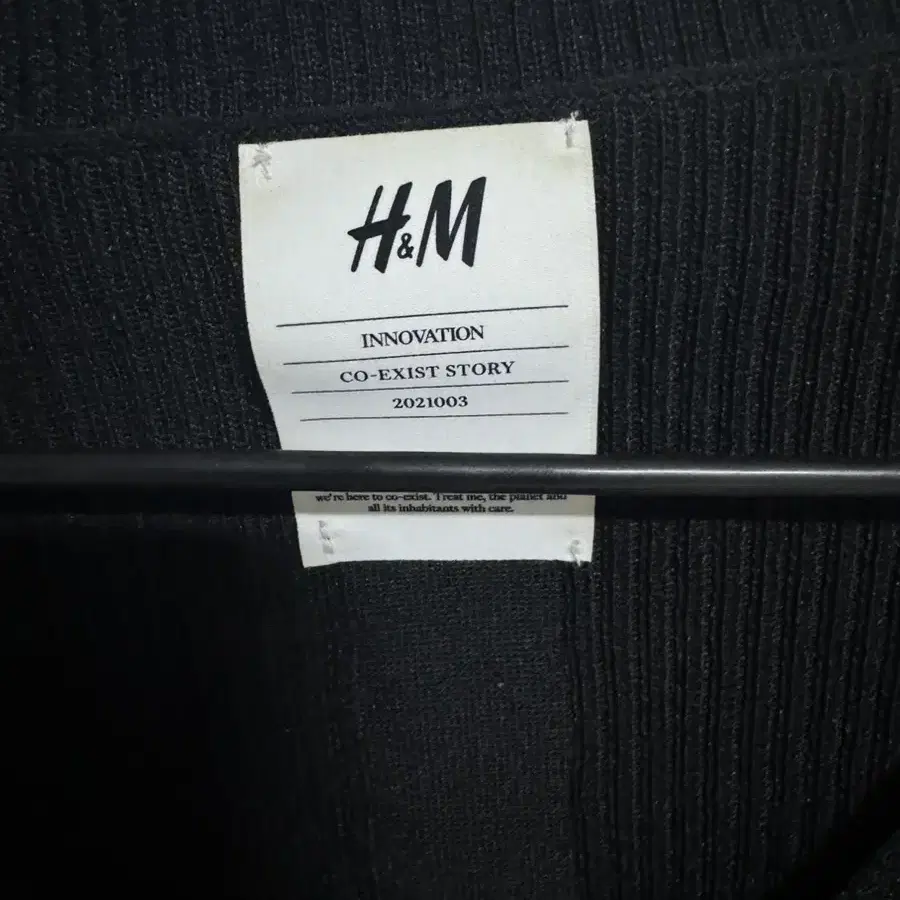 H&M
INNOVATION
CO-EXIST STORY
2021003
we're here to co-exist. Treat me, the planet and
all its inhabitants with care.